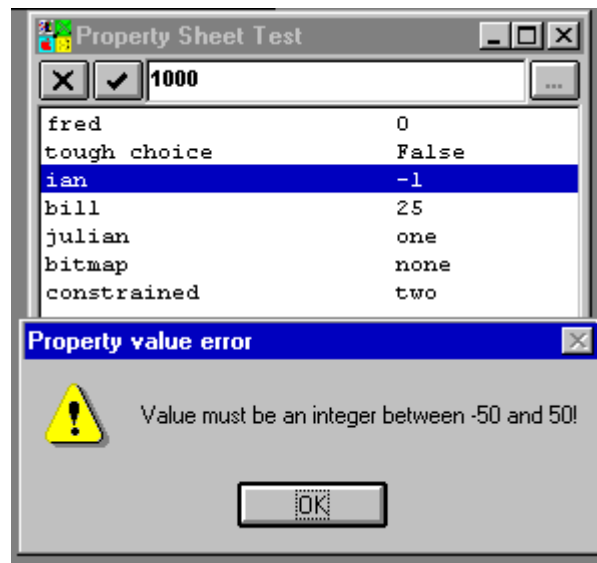 Property Sheet Test
1000
...
fred 0
tough choice False
ian -1
bill 25
julian one
bitmap none
constrained two
Property value error
Value must be an integer between -50 and 50!
OK